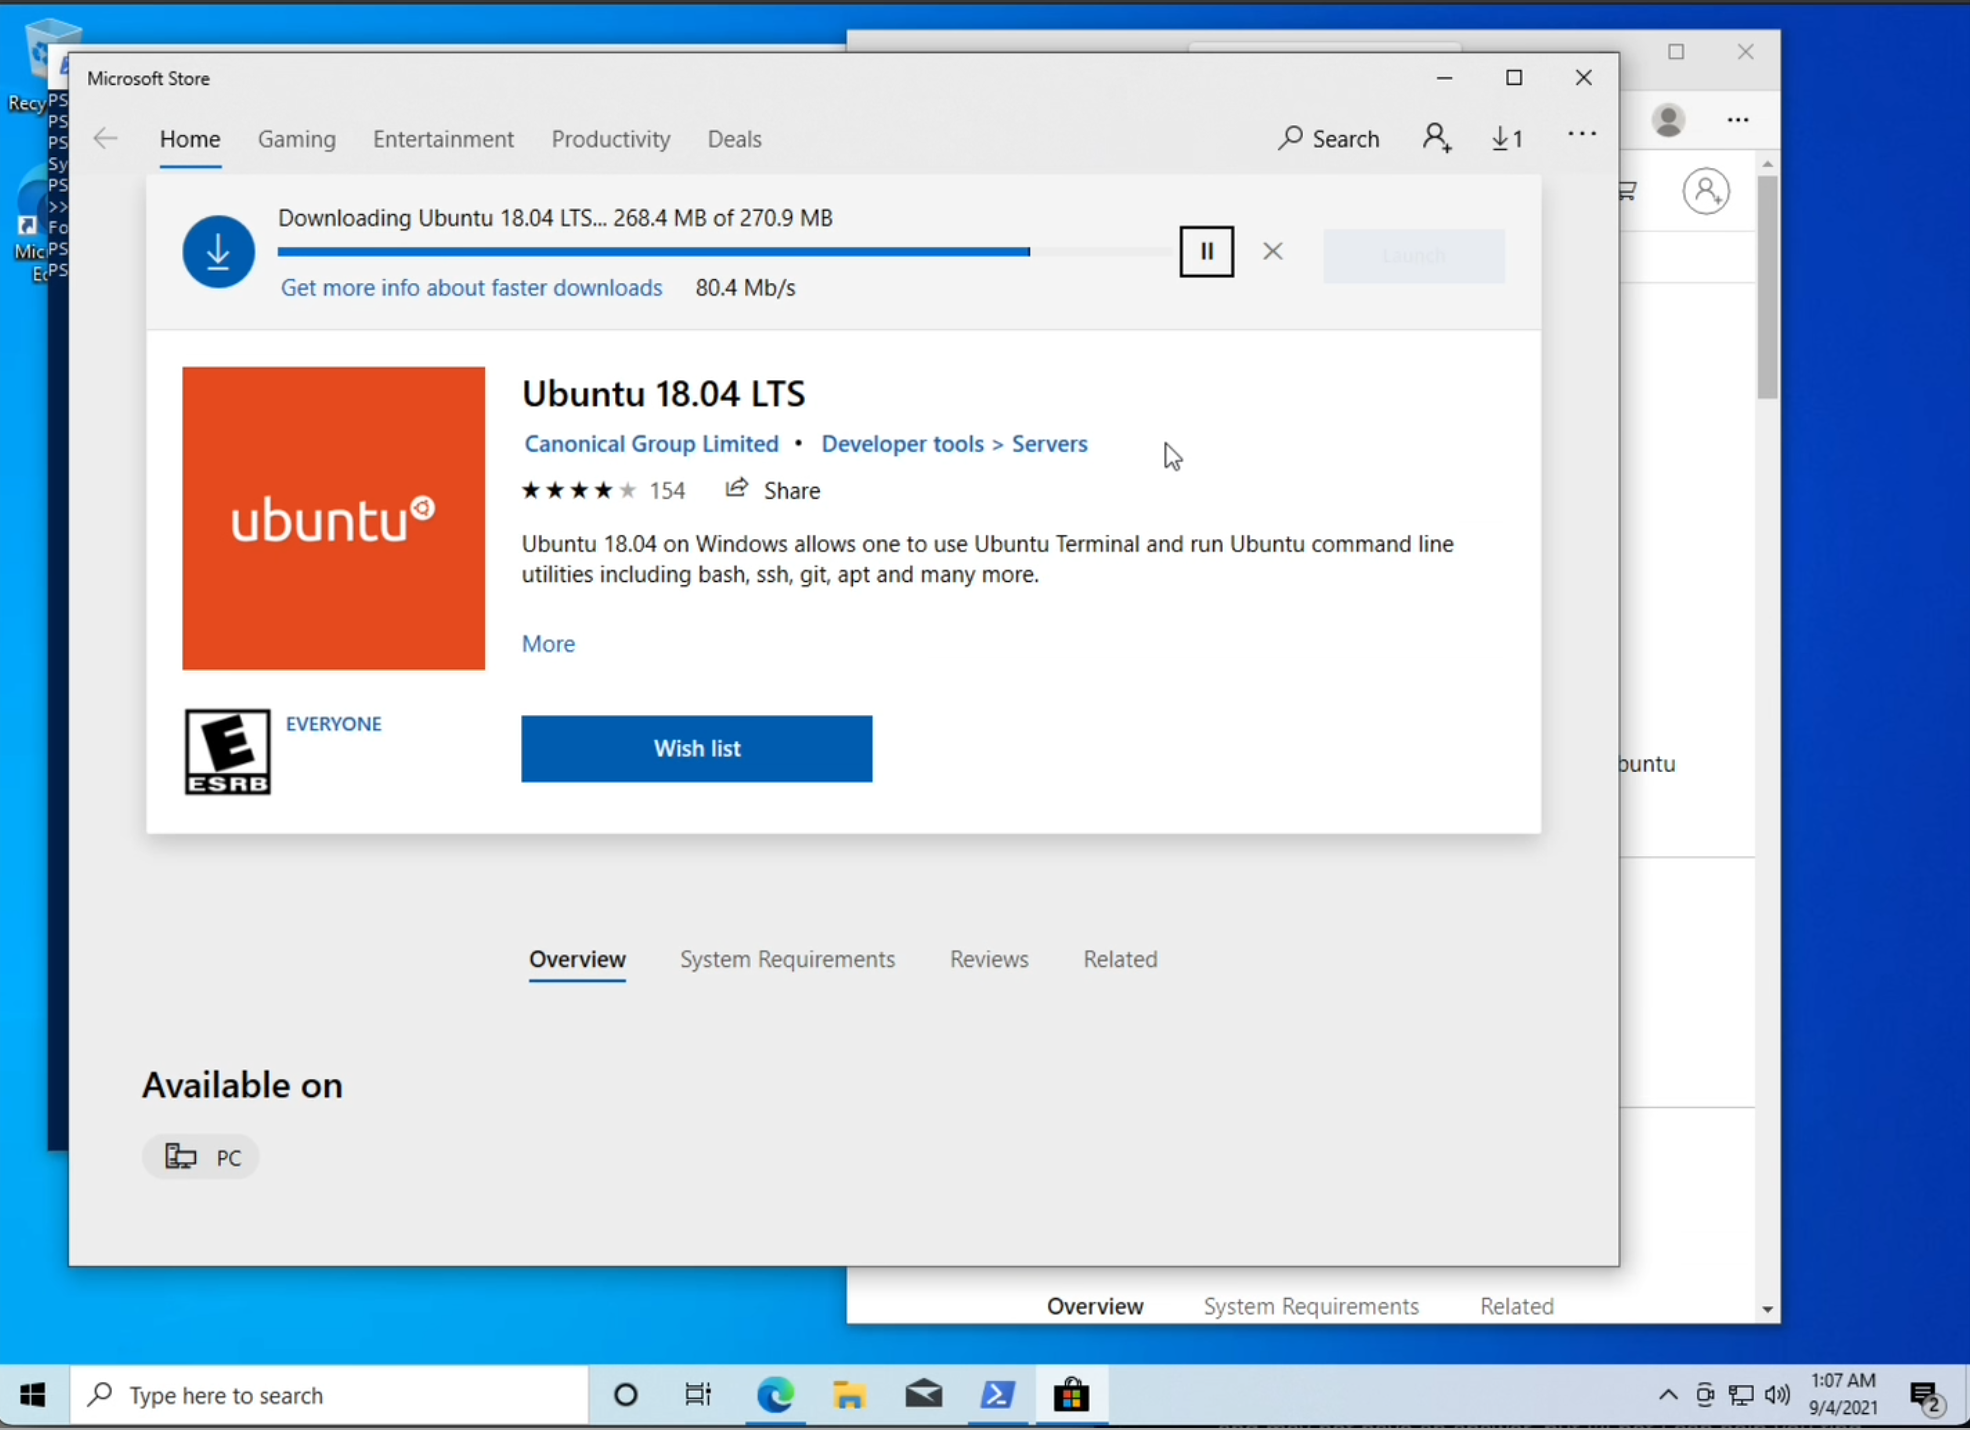 Recy
Mic
Ec
PS
PS
PS
Sy
PS
>>
Fo
PS
PS
Microsoft Store
Home Gaming Entertainment Productivity Deals Search 1
Downloading Ubuntu 18.04 LTS... 268.4 MB of 270.9 MB
Launch
Get more info about faster downloads 80.4 Mb/s
ubuntu
Ubuntu 18.04 LTS
Canonical Group Limited • Developer tools > Servers
154 Share
Ubuntu 18.04 on Windows allows one to use Ubuntu Terminal and run Ubuntu command line
utilities including bash, ssh, git, apt and many more.
More
E
ESRB
EVERYONE
Wish list
buntu
Overview System Requirements Reviews Related
Available on
PC
Overview System Requirements Related
Type here to search
1:07 AM
9/4/2021
2